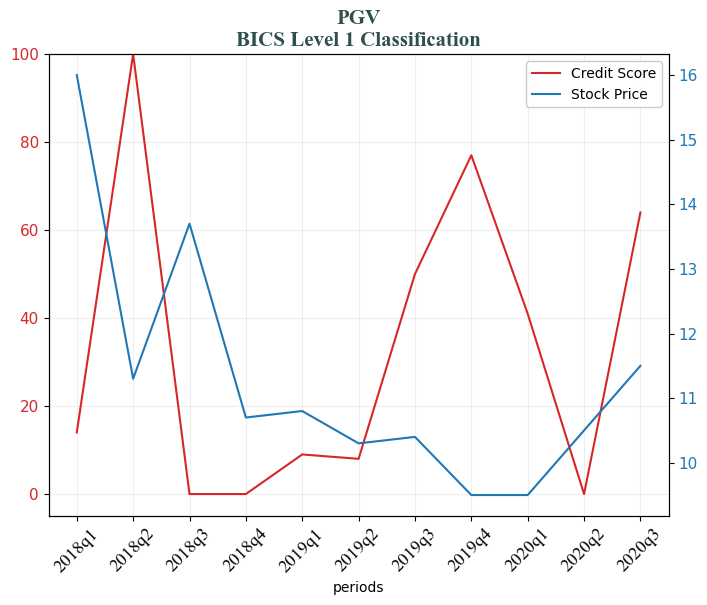 PGV
BICS Level 1 Classification
100
80
60
40
20
0
Credit Score
Stock Price
16
15
14
13
12
11
10
2018q1
2018q2
2018q3
2018q4
2019q1
2019q2
2019q3
2019q4
2020q1
2020q2
2020q3
periods